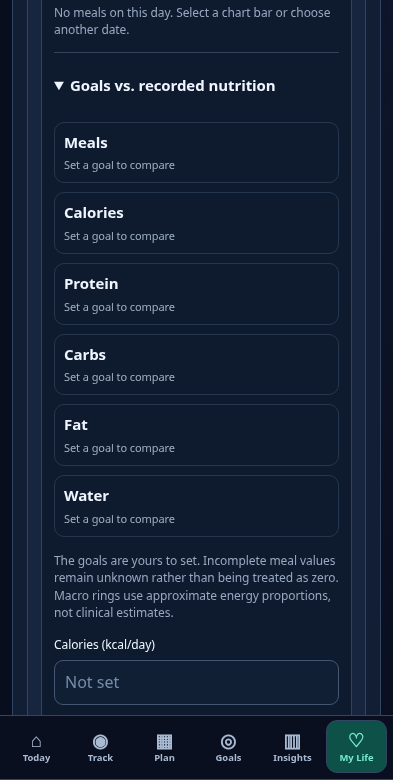 No meals on this day. Select a chart bar or choose
another date.
Goals vs. recorded nutrition
Meals
Set a goal to compare
Calories
Set a goal to compare
Protein
Set a goal to compare
Carbs
Set a goal to compare
Fat
Set a goal to compare
Water
Set a goal to compare
The goals are yours to set. Incomplete meal values
remain unknown rather than being treated as zero.
Macro rings use approximate energy proportions,
not clinical estimates.
Calories (kcal/day)
Not set
Today Track Plan Goals Insights My Life